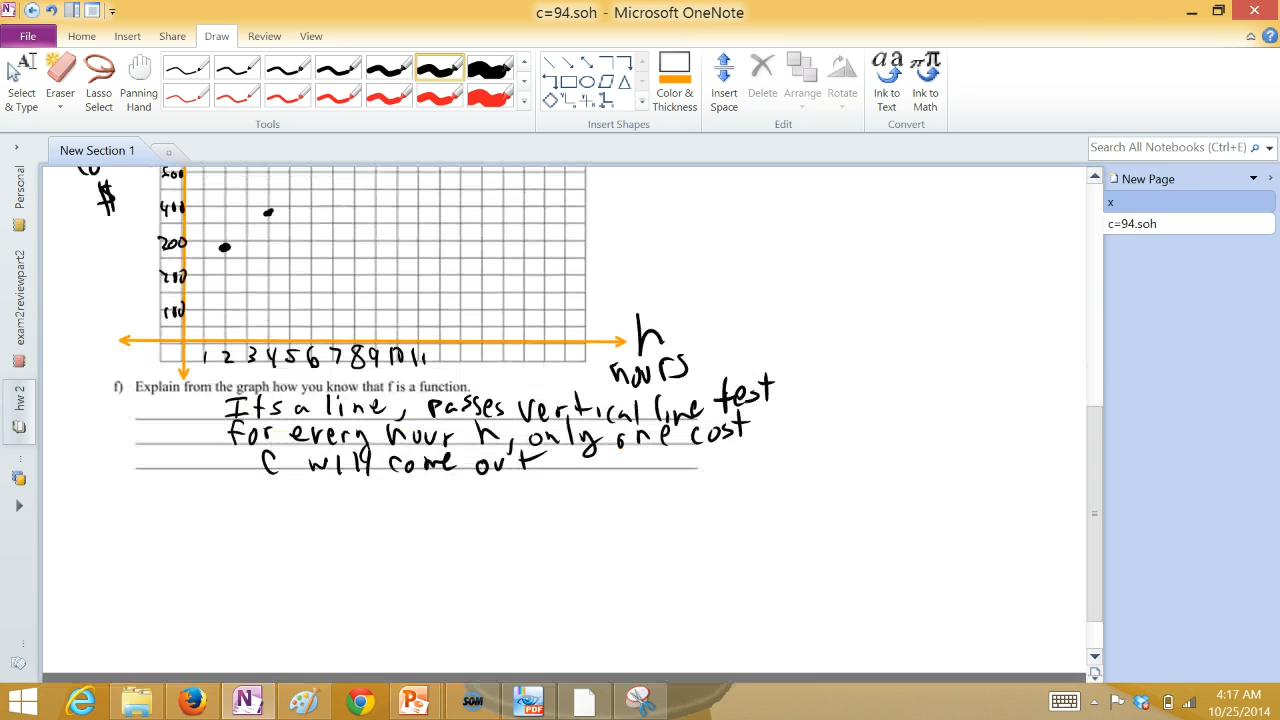 c=94.soh - Microsoft OneNote
File Home Insert Share Draw Review View
Select & Type
Eraser
Lasso Select
Panning Hand
Color & Thickness
Insert Space
Delete
Arrange
Rotate
Ink to Text
Ink to Math
Tools
Insert Shapes
Edit
Convert
New Section 1
Search All Notebooks (Ctrl+E)
New Page
x
c=94.soh
Personal
exam2reviewpart2
hw 2
$
500
400
200
200
100
1 2 3 4 5 6 7 8 9 10 11
h
hours
f) Explain from the graph how you know that f is a function.
Its a line, passes vertical line test
for every hour h, only one cost
C will come out
SOM
PDF
4:17 AM
10/25/2014